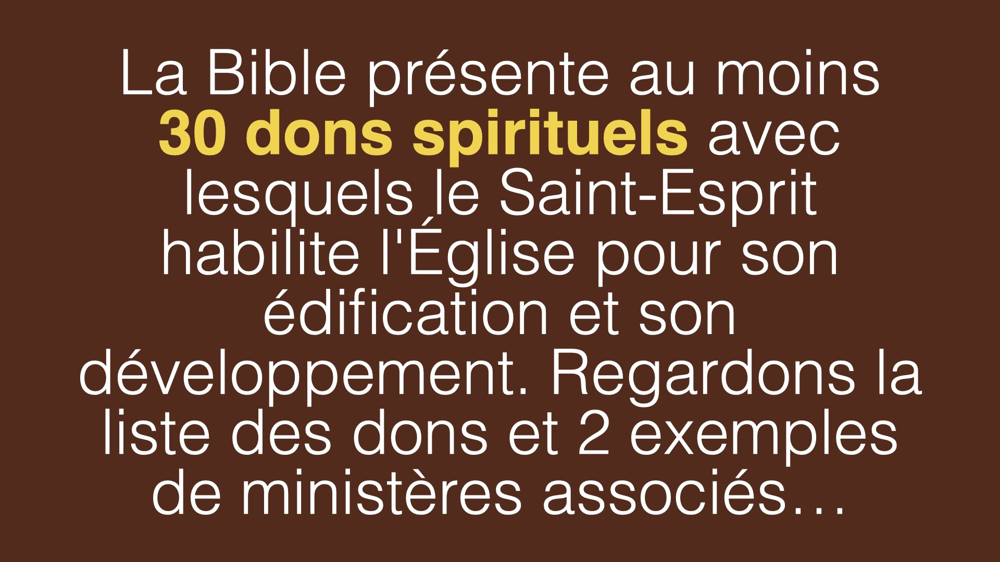 La Bible présente au moins
30 dons spirituels avec
lesquels le Saint-Esprit
habilite l'Église pour son
édification et son
développement. Regardons la
liste des dons et 2 exemples
de ministères associés…